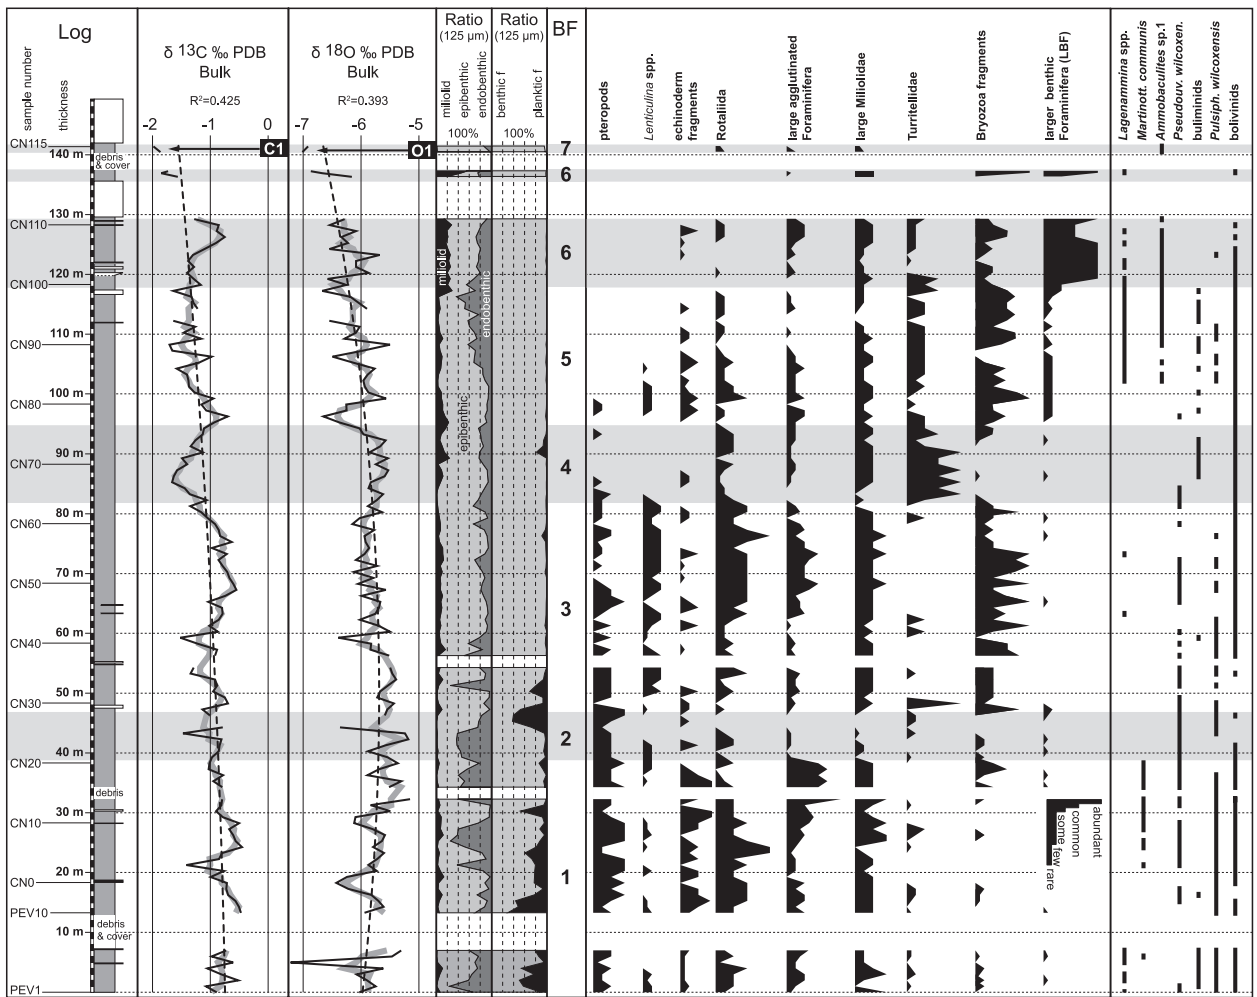 Log
sample number
thickness
δ 13C ‰ PDB
Bulk
R²=0.425
-2 -1 0
δ 18O ‰ PDB
Bulk
R²=0.393
-7 -6 -5
Ratio
(125 µm)
miliolid
epibenthic
endobenthic
100%
Ratio
(125 µm)
benthic f
planktic f
100%
BF
pteropods
Lenticulina spp.
echinoderm
fragments
Rotaliida
large agglutinated
Foraminifera
large Miliolidae
Turritellidae
Bryozoa fragments
larger benthic
Foraminifera (LBF)
Lagenammina spp.
Martinott. communis
Ammobaculites sp.1
Pseudouv. wilcoxen.
buliminids
Pulsiph. wilcoxensis
bolivinids
CN115
140 m
debris
& cover
C1
O1
7
6
130 m
CN110
6
miliolid
endobenthic
120 m
CN100
110 m
CN90
5
100 m
CN80
epibenthic
90 m
CN70
4
80 m
CN60
70 m
CN50
3
60 m
CN40
50 m
CN30
2
40 m
CN20
debris
30 m
CN10
abundant
common
some
few
rare
20 m
CN0
1
PEV10
debris
& cover
10 m
PEV1